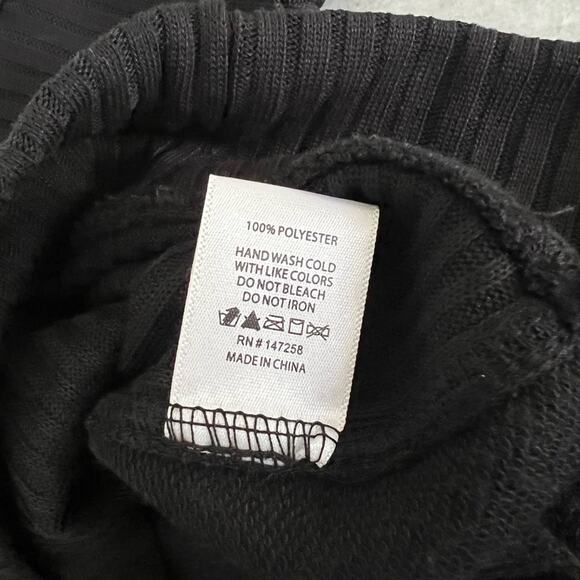 100% POLYESTER
HAND WASH COLD
WITH LIKE COLORS
DO NOT BLEACH
DO NOT IRON
RN # 147258
MADE IN CHINA